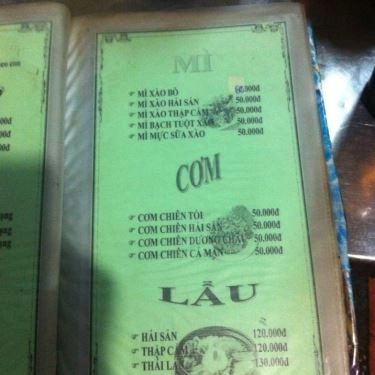 MÌ
MÌ XÀO BÒ 60.000đ
MÌ XÀO HẢI SẢN 50.000đ
MÌ XÀO THẬP CẨM 50.000đ
MÌ BẠCH TUỘT XÀO 50.000đ
MÌ MỰC SỮA XÀO 50.000đ
CƠM
CƠM CHIÊN TỎI 50.000đ
CƠM CHIÊN HẢI SẢN 50.000đ
CƠM CHIÊN DƯƠNG CHÂU 50.000đ
CƠM CHIÊN CÁ MẶN 50.000đ
LẨU
HẢI SẢN 120.000đ
THẬP CẨM 120.000đ
THÁI LAN 130.000đ